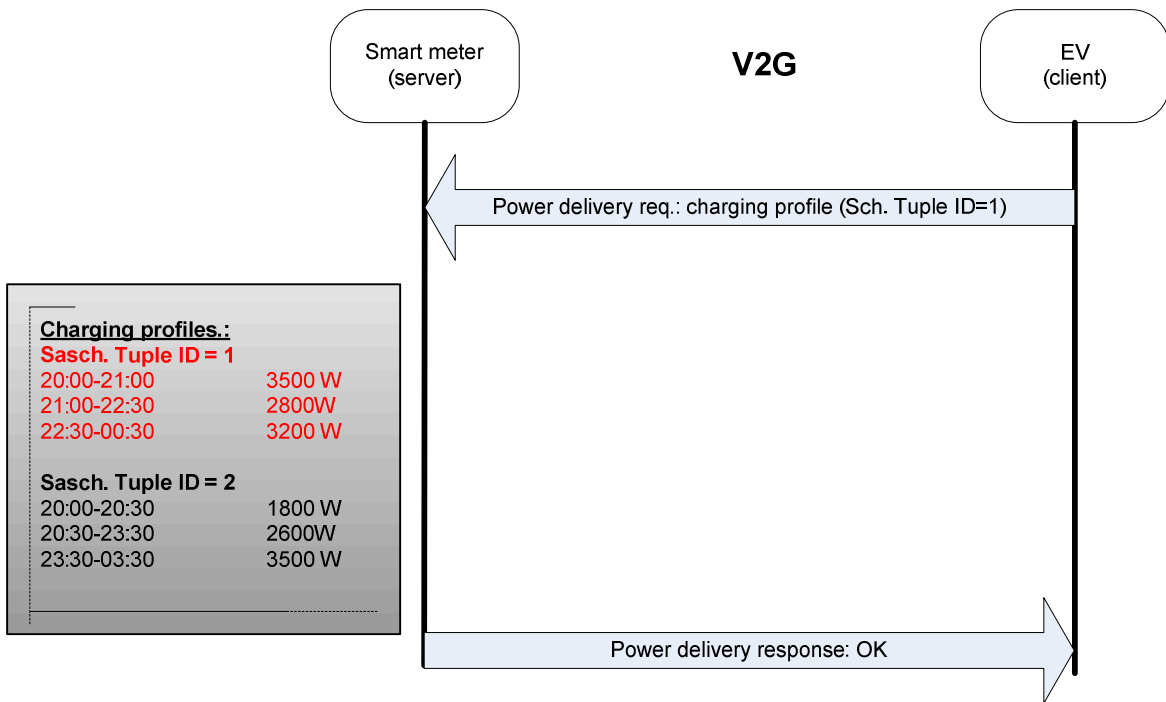 Smart meter
(server)
V2G
EV
(client)
Power delivery req.: charging profile (Sch. Tuple ID=1)
Charging profiles.:
Sasch. Tuple ID = 1
20:00-21:00 3500 W
21:00-22:30 2800W
22:30-00:30 3200 W
Sasch. Tuple ID = 2
20:00-20:30 1800 W
20:30-23:30 2600W
23:30-03:30 3500 W
Power delivery response: OK